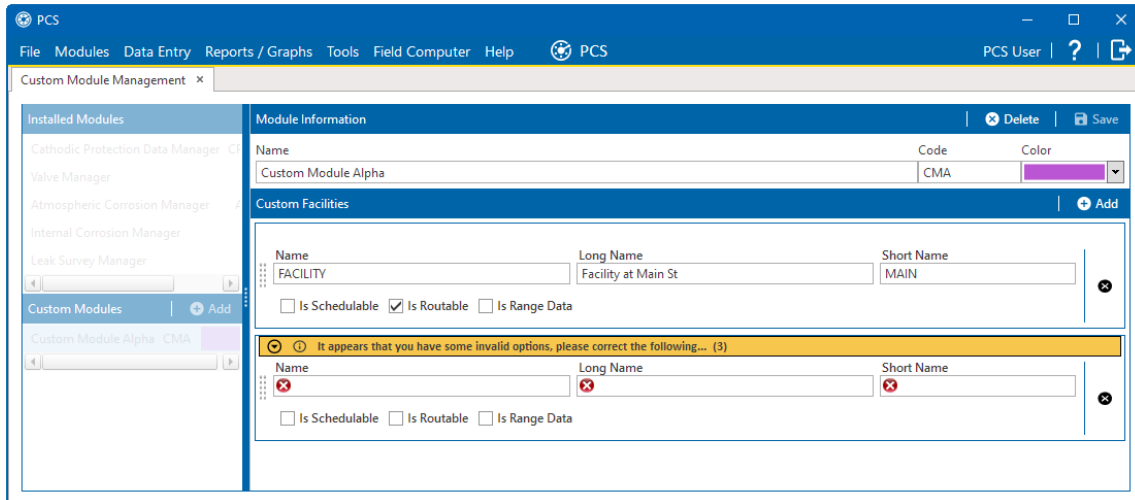 PCS
File Modules Data Entry Reports / Graphs Tools Field Computer Help PCS PCS User | ? |
Custom Module Management ×
Installed Modules
Cathodic Protection Data Manager
Valve Manager
Atmospheric Corrosion Manager
Internal Corrosion Manager
Leak Survey Manager
Custom Modules | Add
Custom Module Alpha CMA
Module Information | Delete | Save
Name Code Color
Custom Module Alpha CMA
Custom Facilities | Add
Name Long Name Short Name
FACILITY Facility at Main St MAIN
Is Schedulable Is Routable Is Range Data
It appears that you have some invalid options, please correct the following... (3)
Name Long Name Short Name
Is Schedulable Is Routable Is Range Data